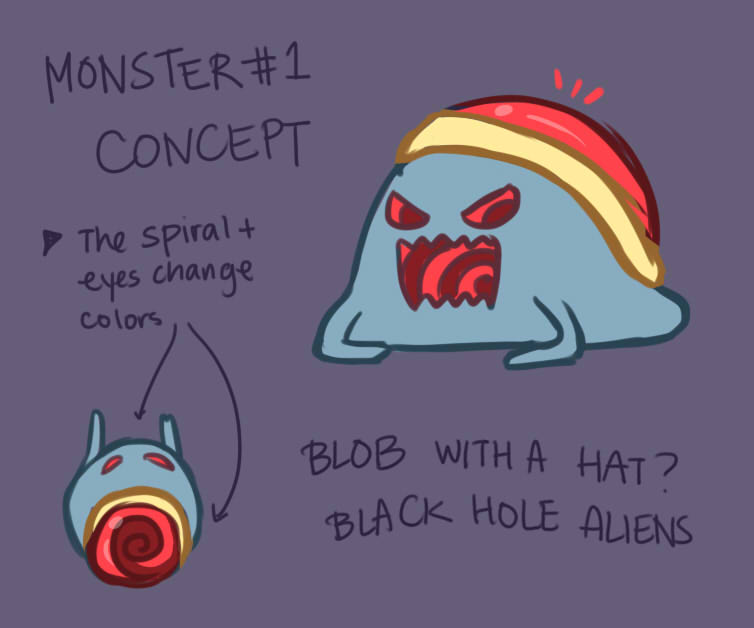 MONSTER #1
CONCEPT
The spiral +
eyes change
colors
BLOB WITH A HAT?
BLACK HOLE ALIENS